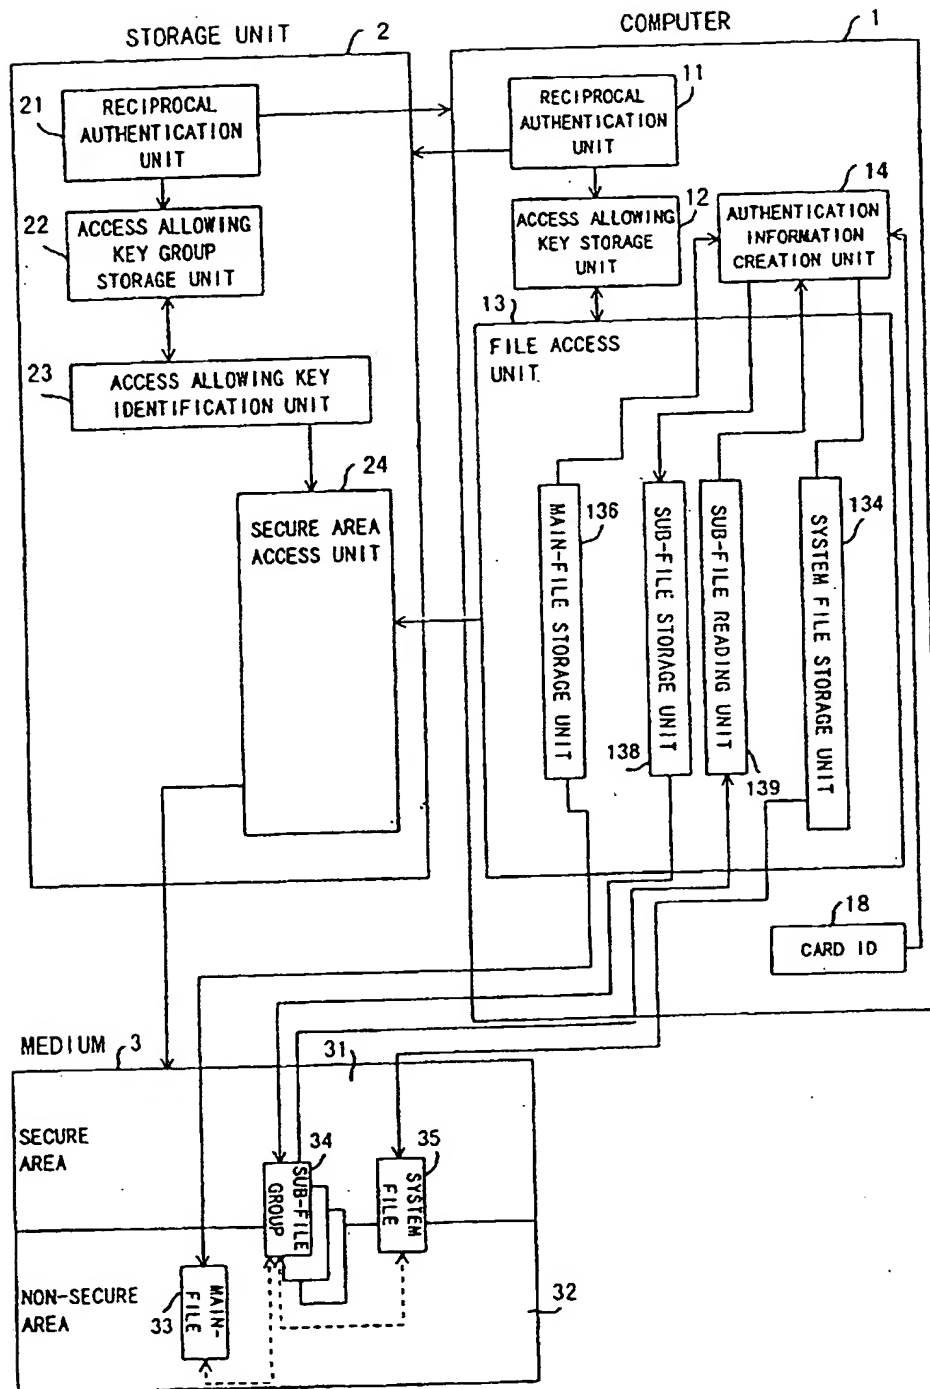 STORAGE UNIT
2
COMPUTER
1
21
RECIPROCAL
AUTHENTICATION
UNIT
11
RECIPROCAL
AUTHENTICATION
UNIT
22
ACCESS ALLOWING
KEY GROUP
STORAGE UNIT
12
ACCESS ALLOWING
KEY STORAGE
UNIT
14
AUTHENTICATION
INFORMATION
CREATION UNIT
23
ACCESS ALLOWING KEY
IDENTIFICATION UNIT
13
FILE ACCESS
UNIT
24
SECURE AREA
ACCESS UNIT
MAIN-FILE STORAGE UNIT
136
SUB-FILE STORAGE UNIT
138
SUB-FILE READING UNIT
139
SYSTEM FILE STORAGE UNIT
134
18
CARD ID
MEDIUM
3
31
SECURE
AREA
34
SUB-FILE
GROUP
35
SYSTEM
FILE
NON-SECURE
AREA
33
MAIN-
FILE
32